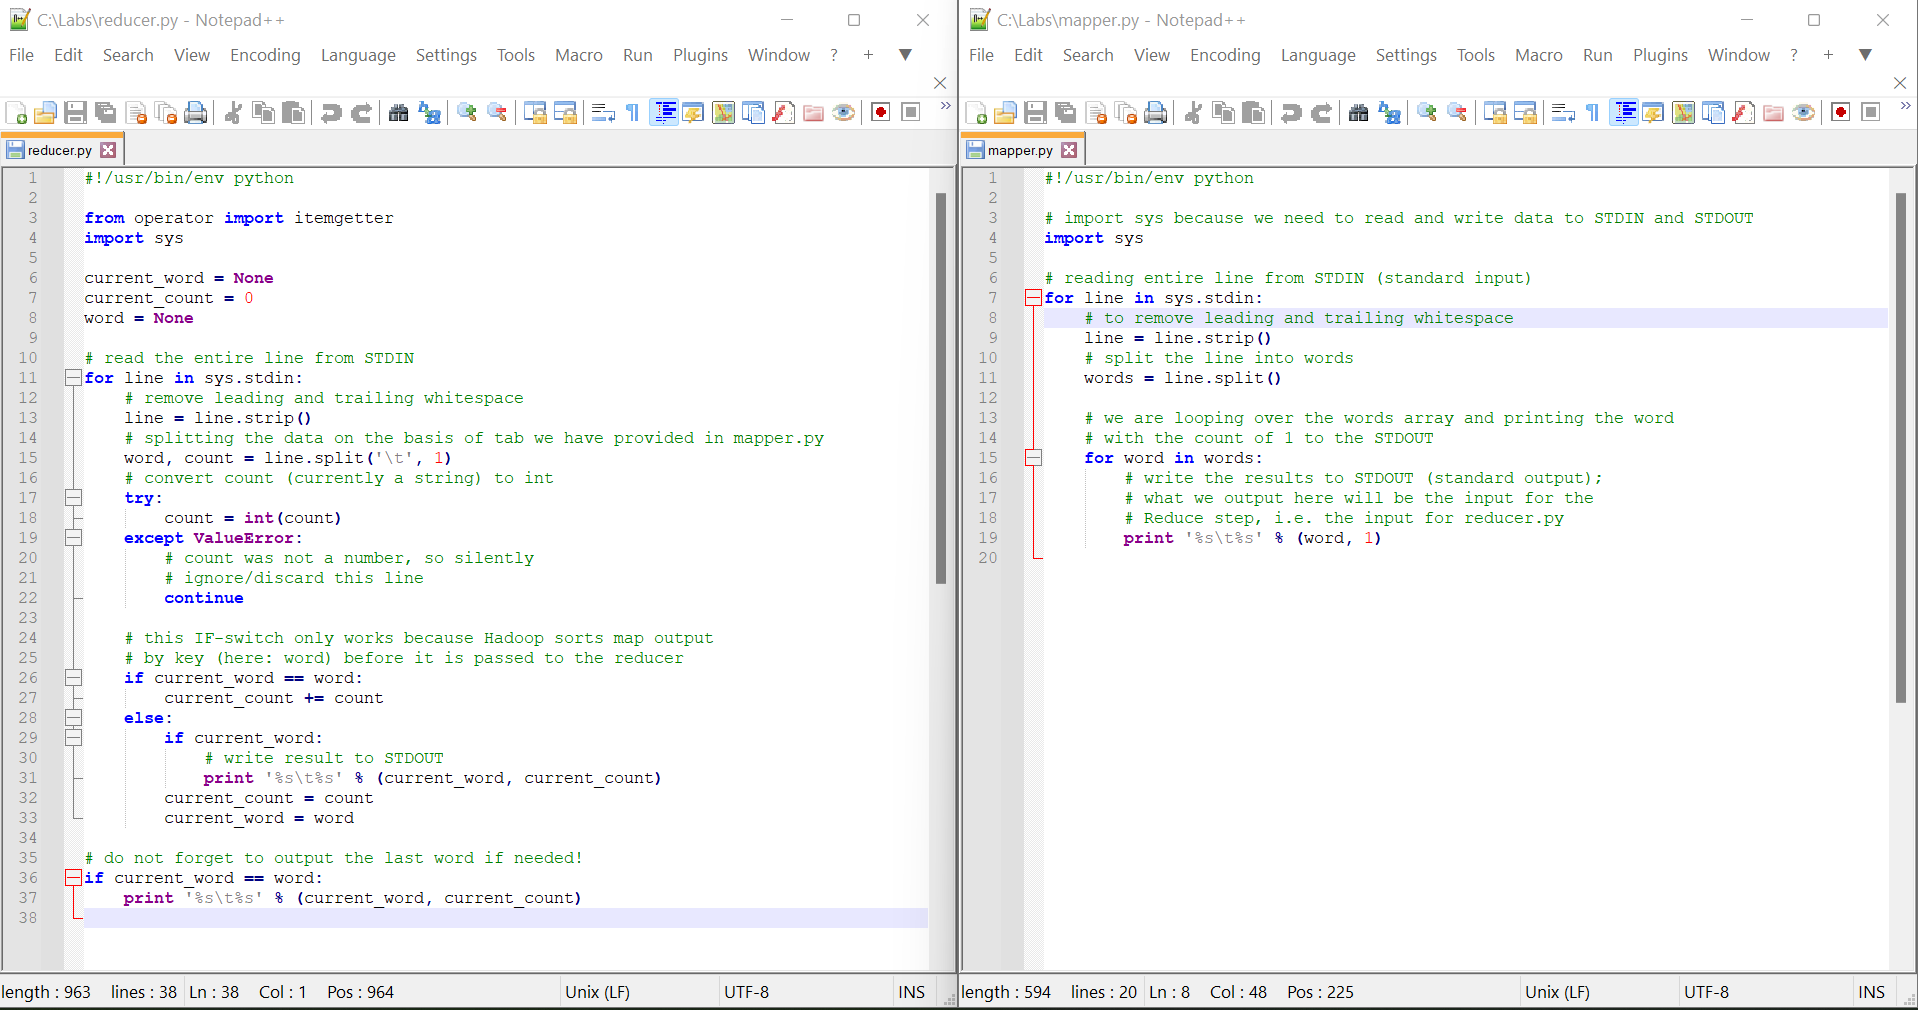 C:\Labs\reducer.py - Notepad++
File Edit Search View Encoding Language Settings Tools Macro Run Plugins Window ? + ▼
reducer.py
1 #!/usr/bin/env python
2
3 from operator import itemgetter
4 import sys
5
6 current_word = None
7 current_count = 0
8 word = None
9
10 # read the entire line from STDIN
11 for line in sys.stdin:
12     # remove leading and trailing whitespace
13     line = line.strip()
14     # splitting the data on the basis of tab we have provided in mapper.py
15     word, count = line.split('\t', 1)
16     # convert count (currently a string) to int
17     try:
18         count = int(count)
19     except ValueError:
20         # count was not a number, so silently
21         # ignore/discard this line
22         continue
23
24     # this IF-switch only works because Hadoop sorts map output
25     # by key (here: word) before it is passed to the reducer
26     if current_word == word:
27         current_count += count
28     else:
29         if current_word:
30             # write result to STDOUT
31             print '%s\t%s' % (current_word, current_count)
32         current_count = count
33         current_word = word
34
35 # do not forget to output the last word if needed!
36 if current_word == word:
37     print '%s\t%s' % (current_word, current_count)
38
length : 963 lines : 38 Ln : 38 Col : 1 Pos : 964 Unix (LF) UTF-8 INS
C:\Labs\mapper.py - Notepad++
File Edit Search View Encoding Language Settings Tools Macro Run Plugins Window ? + ▼
mapper.py
1 #!/usr/bin/env python
2
3 # import sys because we need to read and write data to STDIN and STDOUT
4 import sys
5
6 # reading entire line from STDIN (standard input)
7 for line in sys.stdin:
8     # to remove leading and trailing whitespace
9     line = line.strip()
10     # split the line into words
11     words = line.split()
12
13     # we are looping over the words array and printing the word
14     # with the count of 1 to the STDOUT
15     for word in words:
16         # write the results to STDOUT (standard output);
17         # what we output here will be the input for the
18         # Reduce step, i.e. the input for reducer.py
19         print '%s\t%s' % (word, 1)
20
length : 594 lines : 20 Ln : 8 Col : 48 Pos : 225 Unix (LF) UTF-8 INS